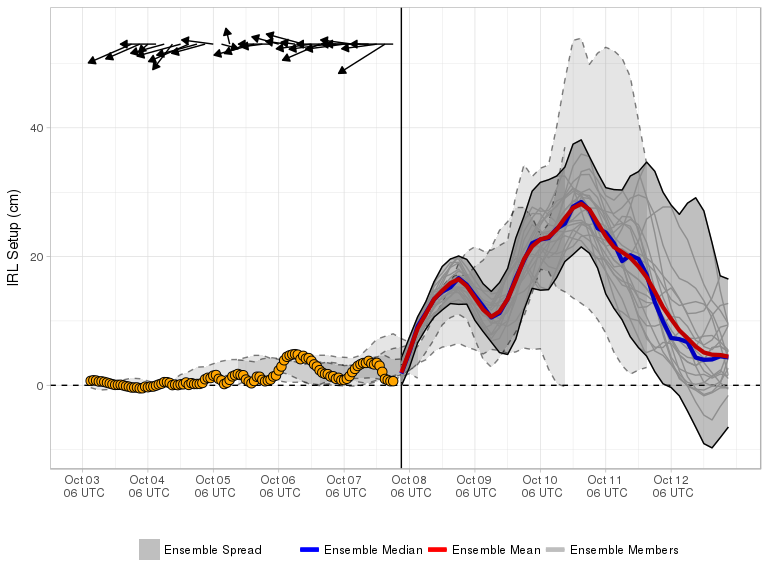 IRL Setup (cm)
40
20
0
Oct 03 Oct 04 Oct 05 Oct 06 Oct 07 Oct 08 Oct 09 Oct 10 Oct 11 Oct 12
06 UTC 06 UTC 06 UTC 06 UTC 06 UTC 06 UTC 06 UTC 06 UTC 06 UTC 06 UTC
Ensemble Spread Ensemble Median Ensemble Mean Ensemble Members